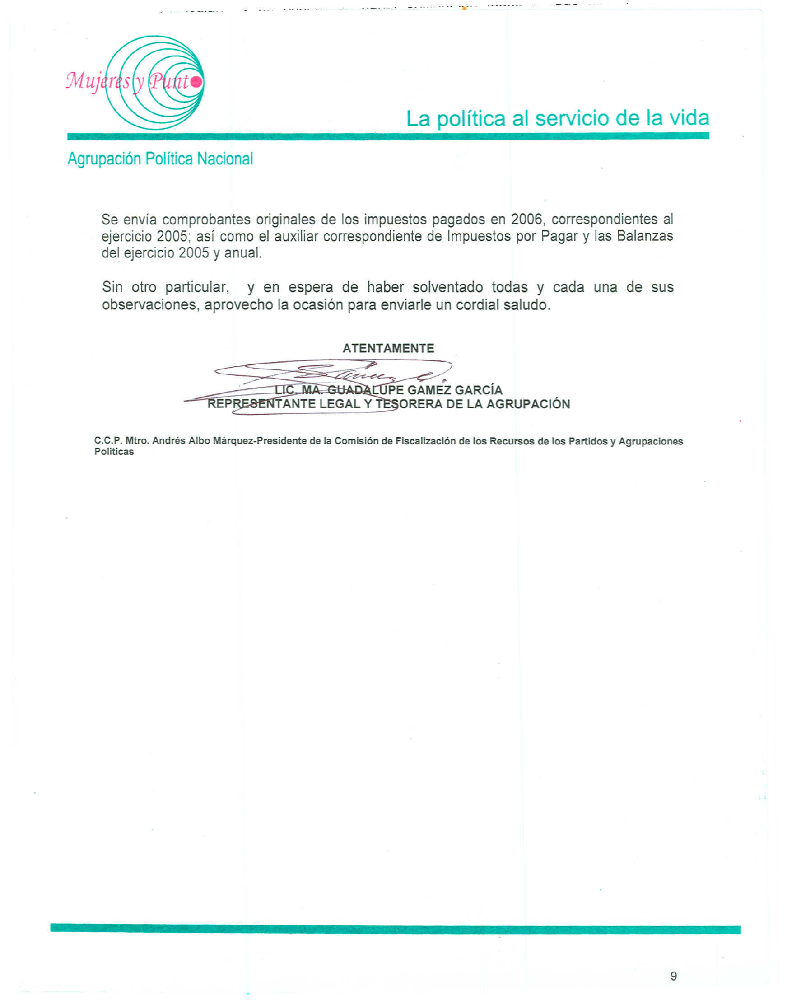 Mujeres y Punto
La política al servicio de la vida
Agrupación Política Nacional
Se envía comprobantes originales de los impuestos pagados en 2006, correspondientes al
ejercicio 2005; así como el auxiliar correspondiente de Impuestos por Pagar y las Balanzas
del ejercicio 2005 y anual.
Sin otro particular, y en espera de haber solventado todas y cada una de sus
observaciones, aprovecho la ocasión para enviarle un cordial saludo.
ATENTAMENTE
LIC. MA. GUADALUPE GAMEZ GARCÍA
REPRESENTANTE LEGAL Y TESORERA DE LA AGRUPACIÓN
C.C.P. Mtro. Andrés Albo Márquez-Presidente de la Comisión de Fiscalización de los Recursos de los Partidos y Agrupaciones
Políticas
9